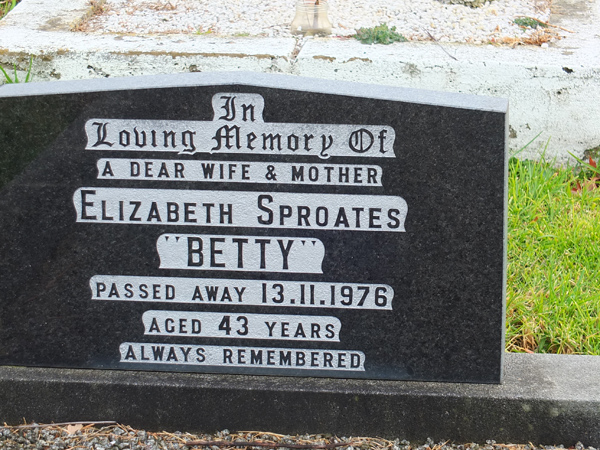 In
Loving Memory Of
A DEAR WIFE & MOTHER
ELIZABETH SPROATES
"BETTY"
PASSED AWAY 13.11.1976
AGED 43 YEARS
ALWAYS REMEMBERED